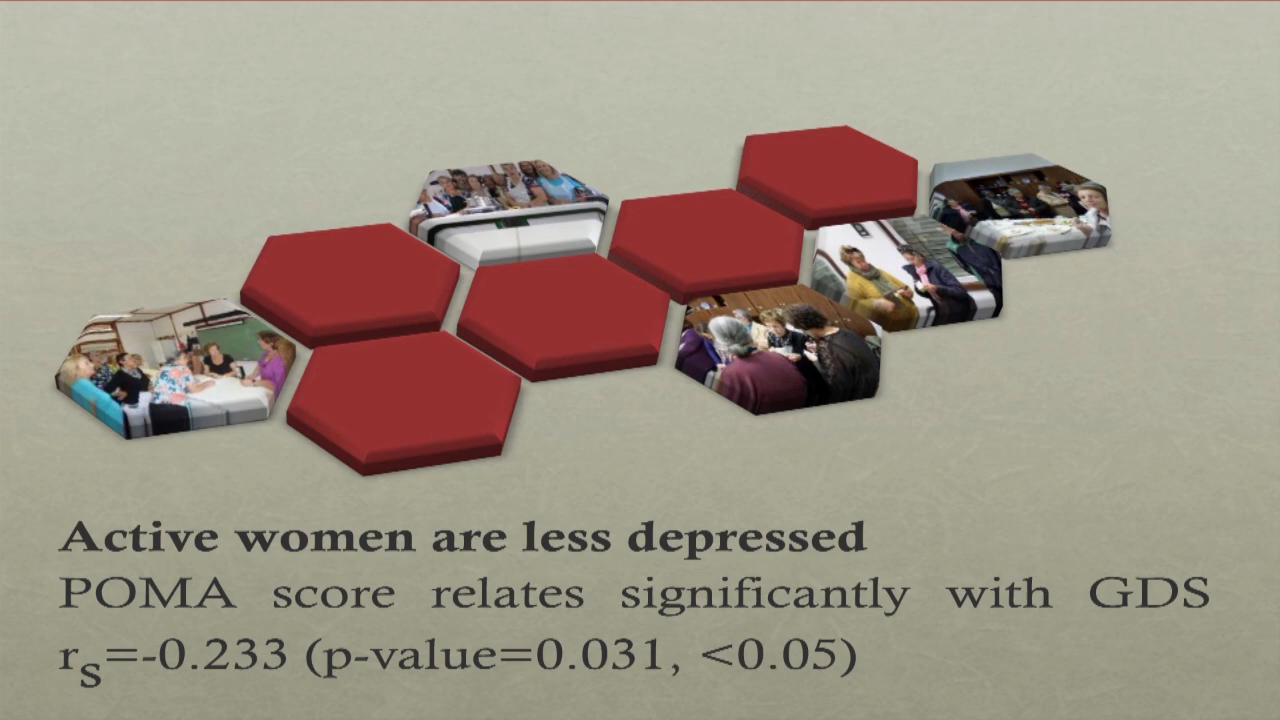 Active women are less depressed
POMA score relates significantly with GDS
rs=-0.233 (p-value=0.031, <0.05)